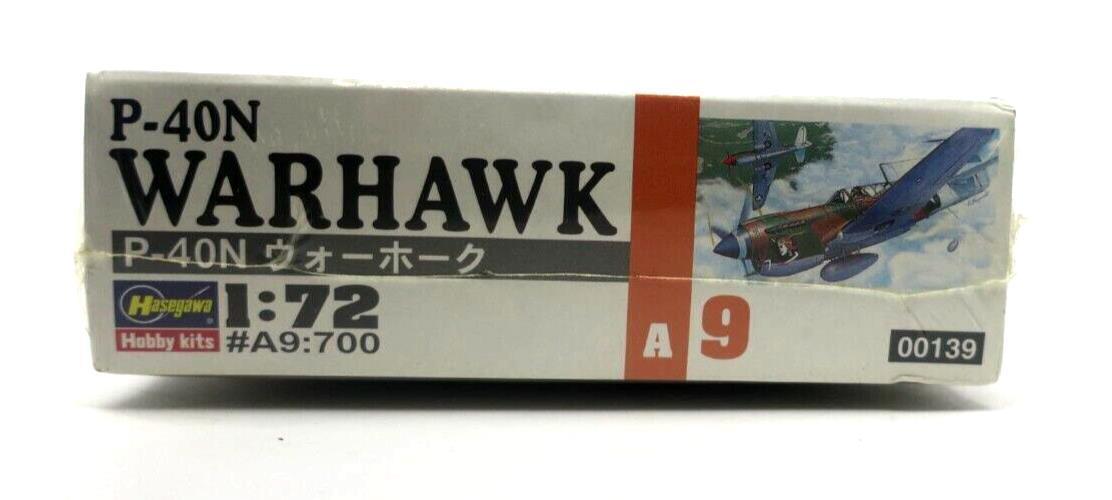 P-40N
WARHAWK
P-40N ウォーホーク
Hasegawa
Hobby kits
1:72
#A9:700
A 9
00139